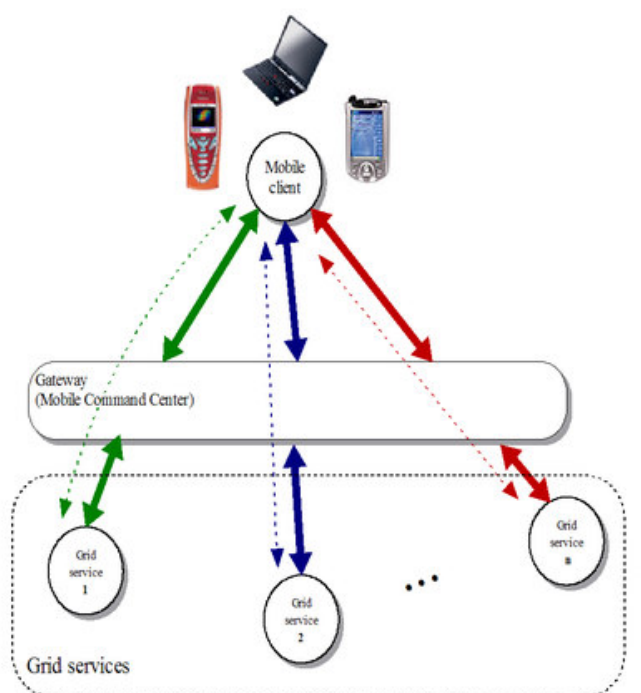 Mobile
client
Gateway
(Mobile Command Center)
Grid
service
1
Grid
service
2
...
Grid
service
n
Grid services